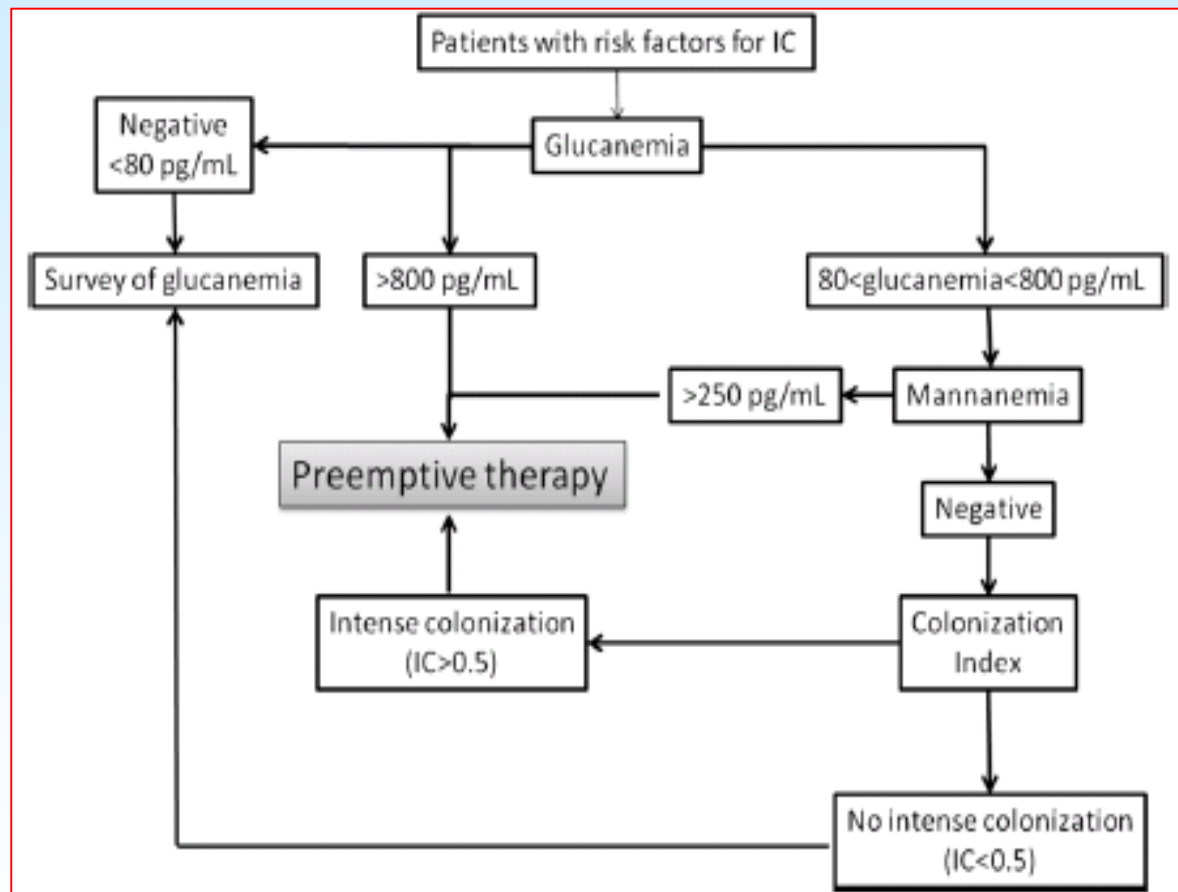 Patients with risk factors for IC
Negative
<80 pg/mL
Glucanemia
Survey of glucanemia
>800 pg/mL
80<glucanemia<800 pg/mL
>250 pg/mL
Mannanemia
Preemptive therapy
Negative
Intense colonization
(IC>0.5)
Colonization
Index
No intense colonization
(IC<0.5)